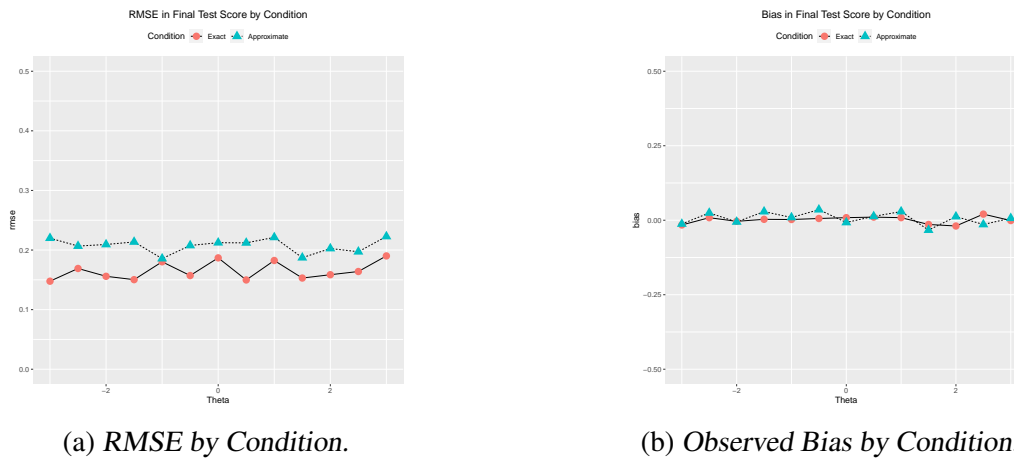 RMSE in Final Test Score by Condition
Condition Exact Approximate
0.5
0.4
0.3
0.2
0.1
0.0
rmse
−2 0 2
Theta
(a) RMSE by Condition.
Bias in Final Test Score by Condition
Condition Exact Approximate
0.50
0.25
0.00
−0.25
−0.50
bias
−2 0 2
Theta
(b) Observed Bias by Condition